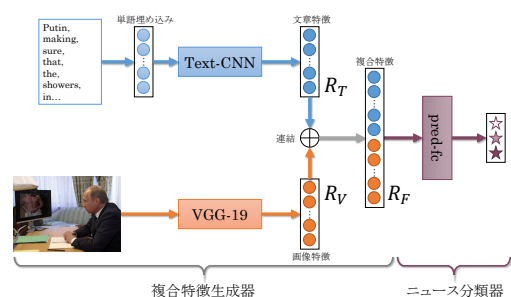 Putin,
making,
sure,
that,
the,
showers,
in…
単語埋め込み
Text-CNN
文章特徴
R_T
複合特徴
連結
pred-fc
VGG-19
R_V
R_F
画像特徴
複合特徴生成器
ニュース分類器